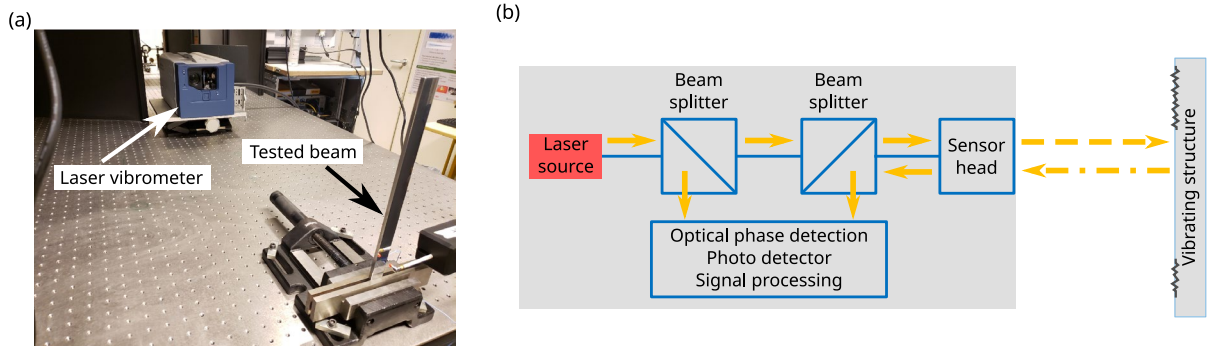 (a)
Laser vibrometer
Tested beam
(b)
Beam
splitter
Beam
splitter
Laser
source
Sensor
head
Optical phase detection
Photo detector
Signal processing
Vibrating structure